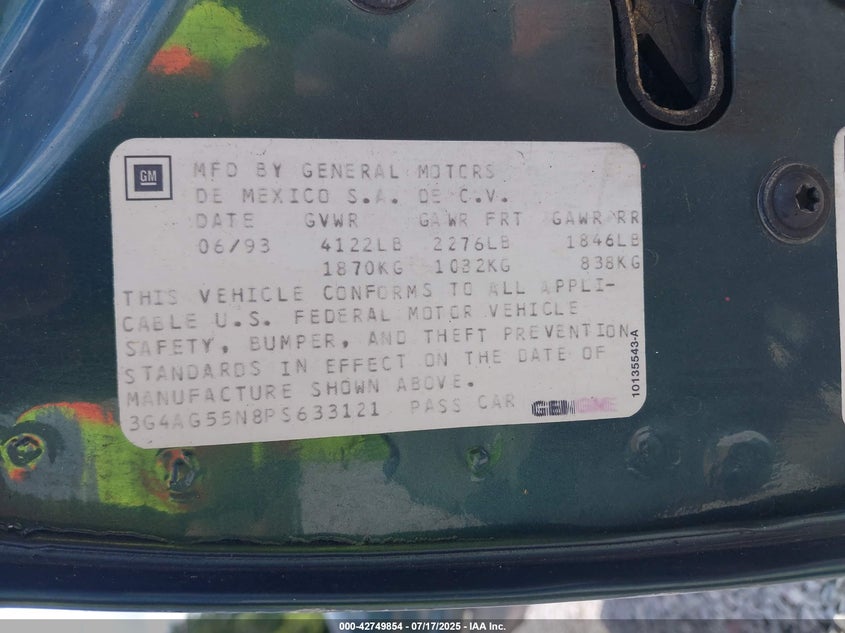 GM
MFD BY GENERAL MOTORS
DE MEXICO S.A. DE C.V.
DATE GVWR GAWR FRT GAWR RR
06/93 4122LB 2276LB 1846LB
1870KG 1032KG 838KG
THIS VEHICLE CONFORMS TO ALL APPLI-
CABLE U.S. FEDERAL MOTOR VEHICLE
SAFETY, BUMPER, AND THEFT PREVENTION
STANDARDS IN EFFECT ON THE DATE OF
MANUFACTURE SHOWN ABOVE.
3G4AG55N8PS633121 PASS CAR
10135543-A
000-42749854 - 07/17/2025 - IAA Inc.